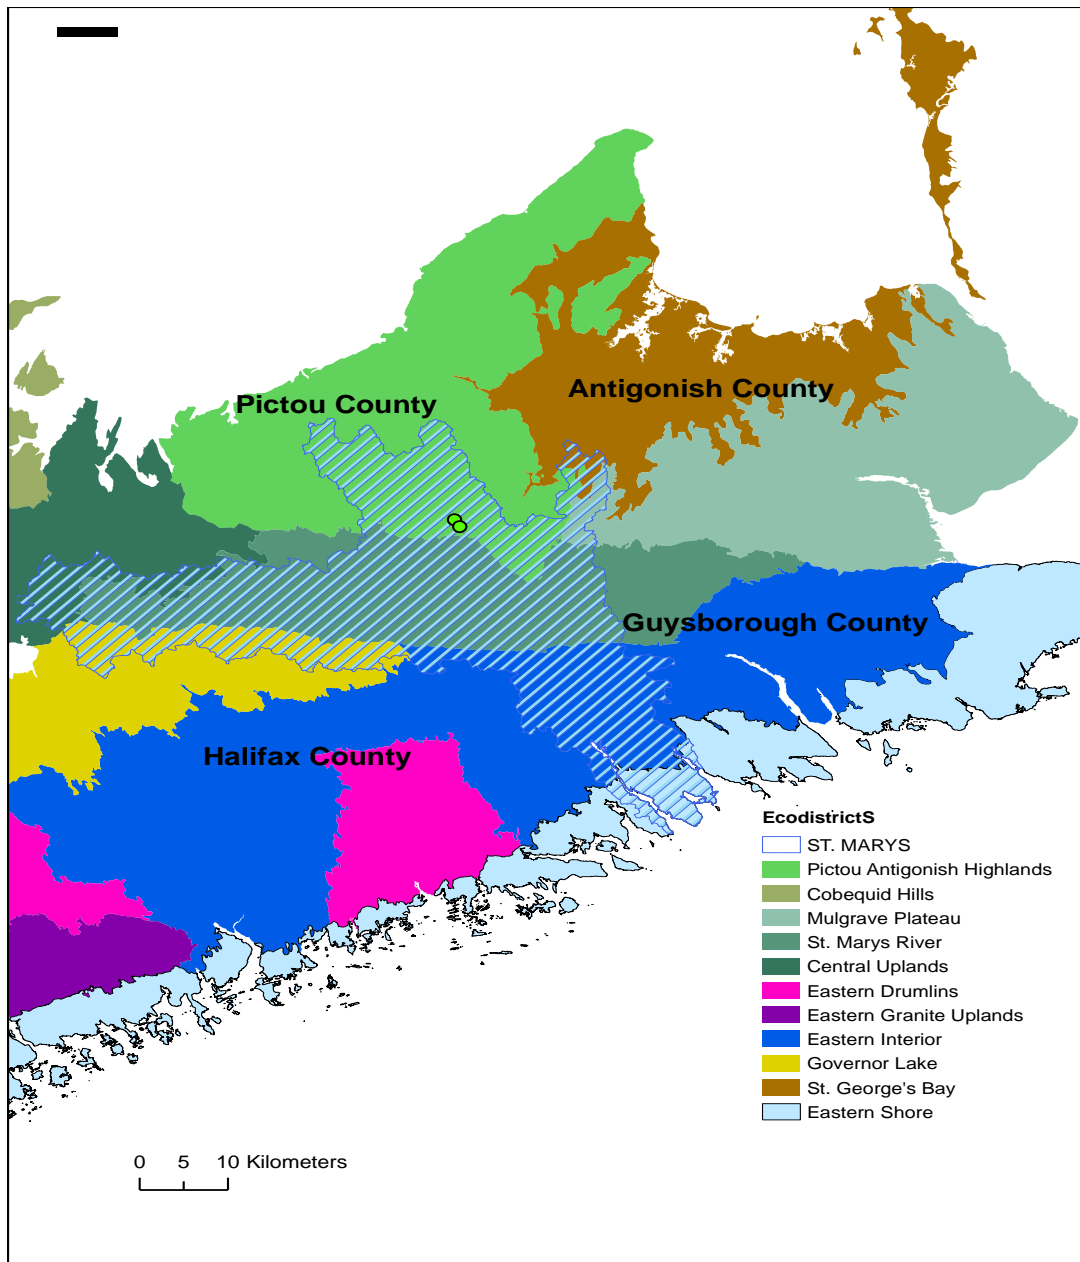 Antigonish County
Pictou County
Guysborough County
Halifax County
EcodistrictS
ST. MARYS
Pictou Antigonish Highlands
Cobequid Hills
Mulgrave Plateau
St. Marys River
Central Uplands
Eastern Drumlins
Eastern Granite Uplands
Eastern Interior
Governor Lake
St. George's Bay
Eastern Shore
0 5 10 Kilometers